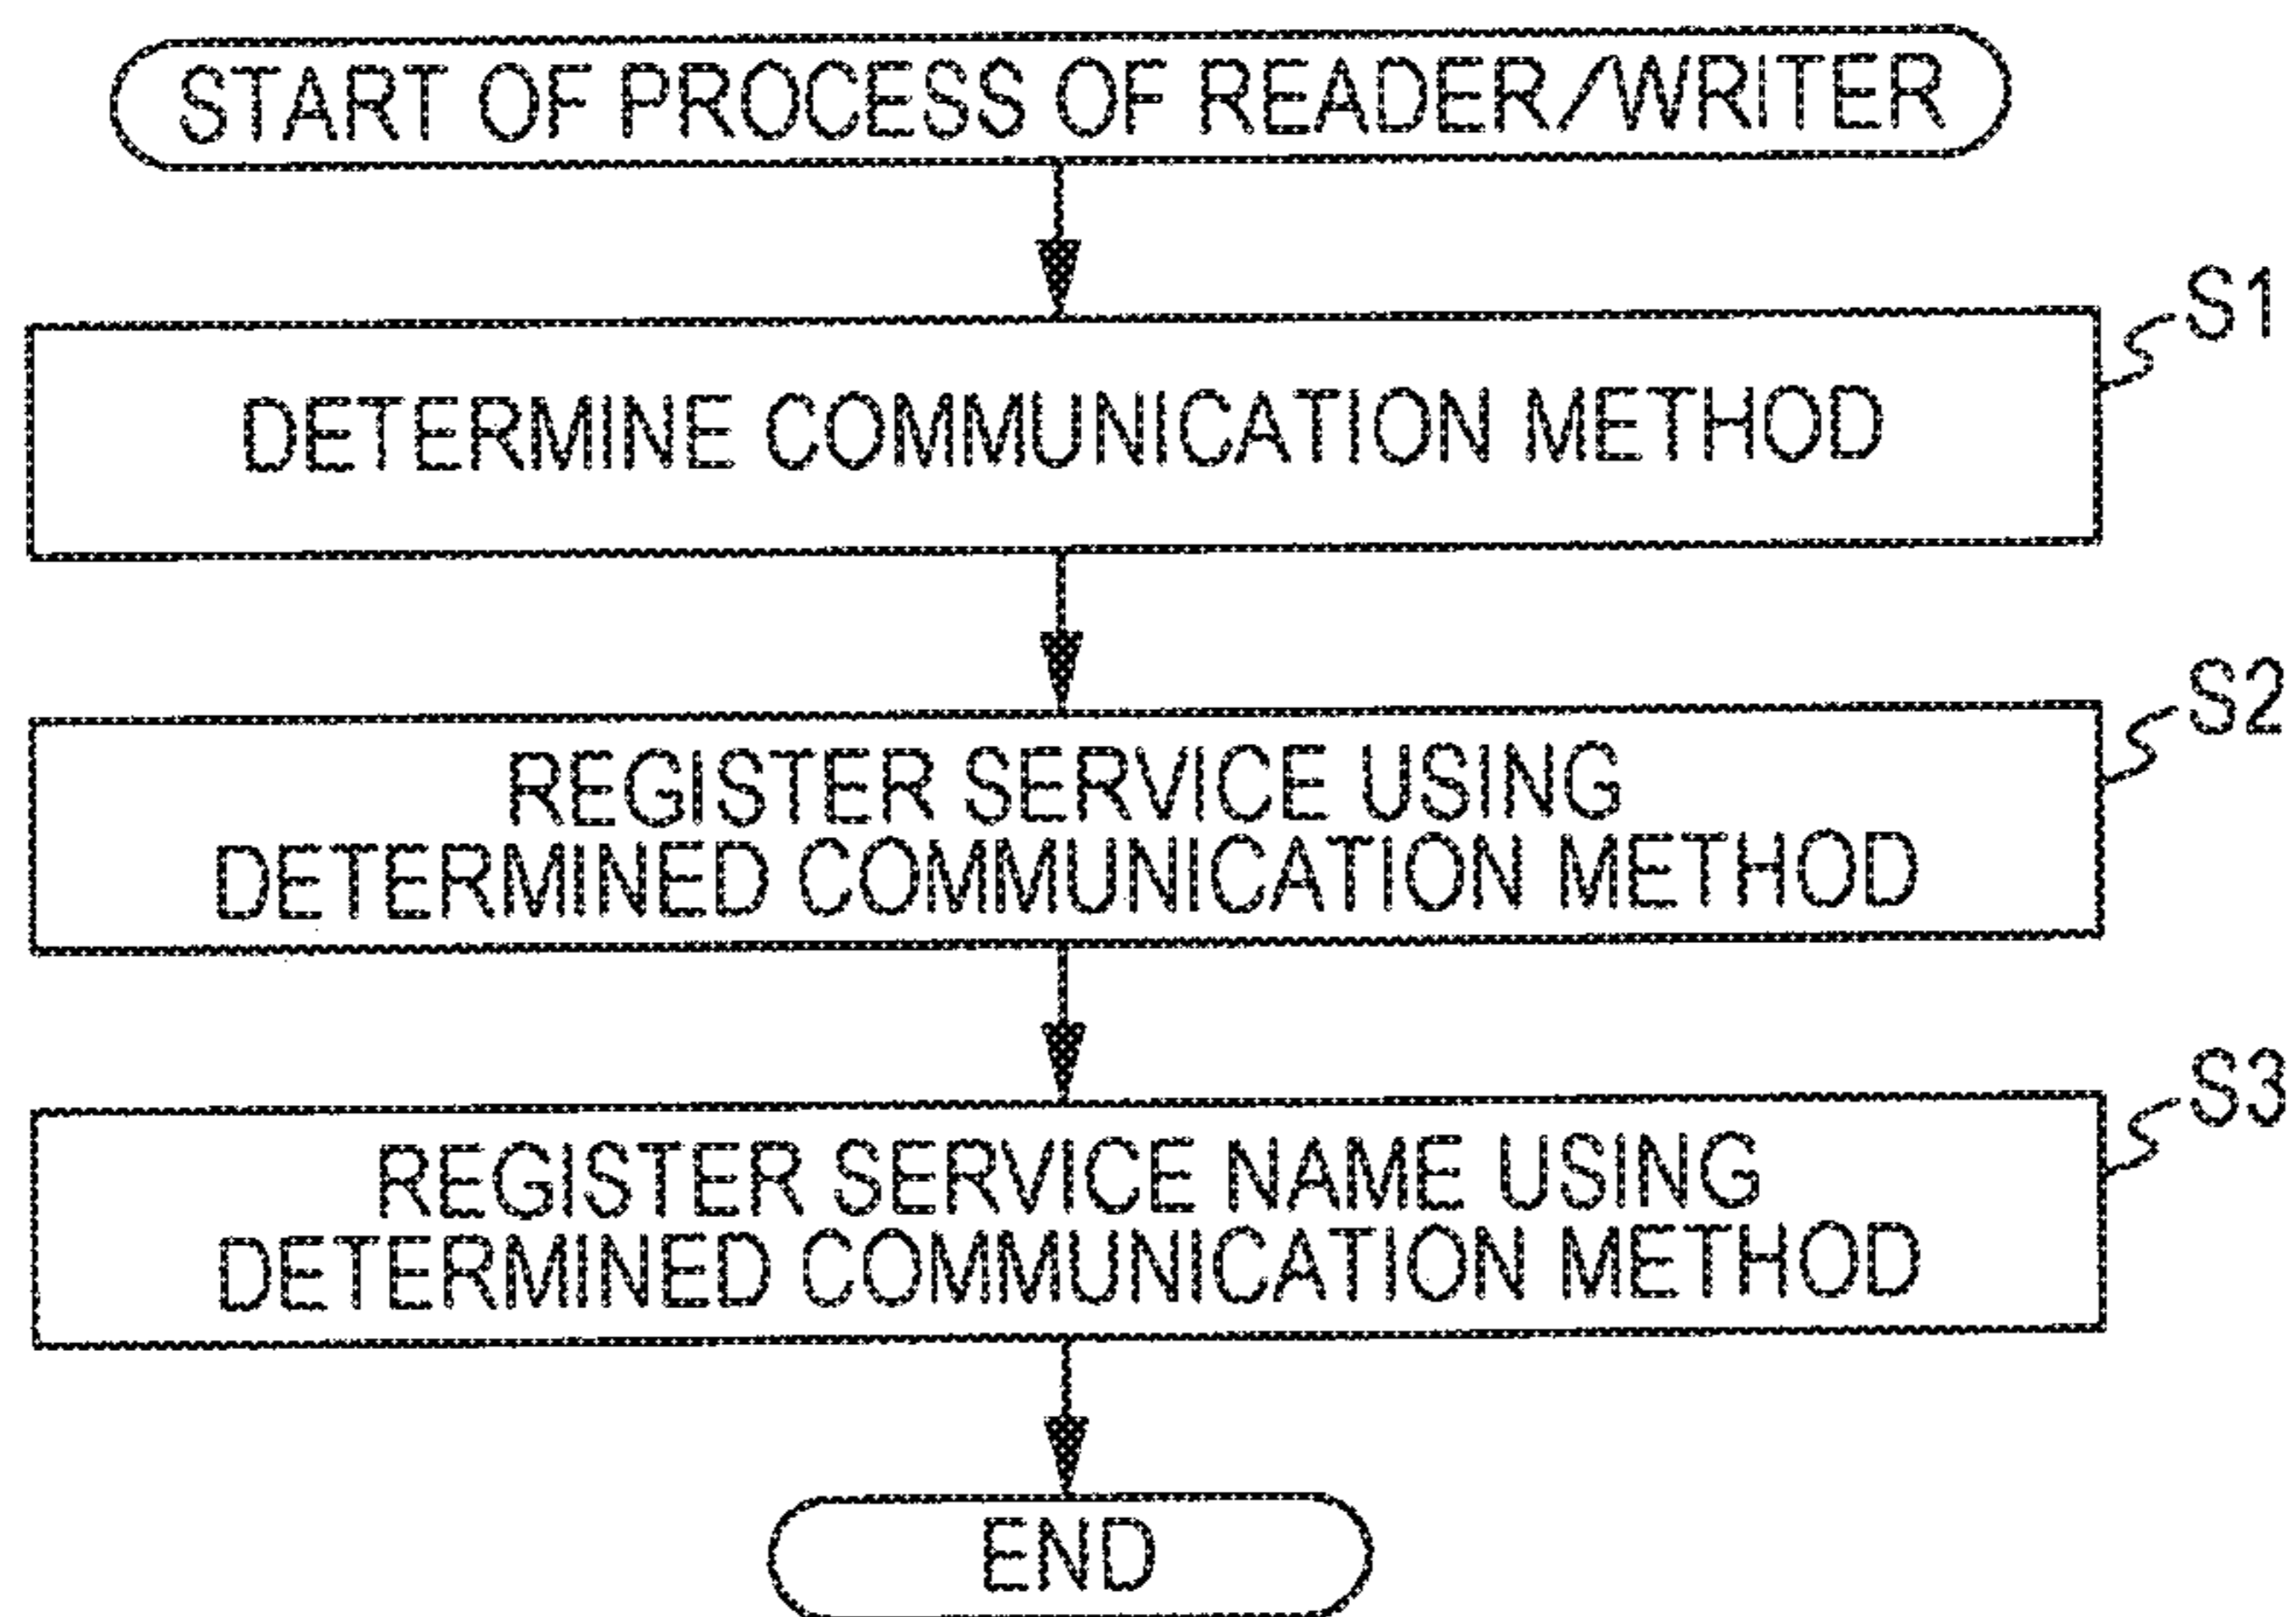 START OF PROCESS OF READER/WRITER
S1
DETERMINE COMMUNICATION METHOD
S2
REGISTER SERVICE USING
DETERMINED COMMUNICATION METHOD
S3
REGISTER SERVICE NAME USING
DETERMINED COMMUNICATION METHOD
END